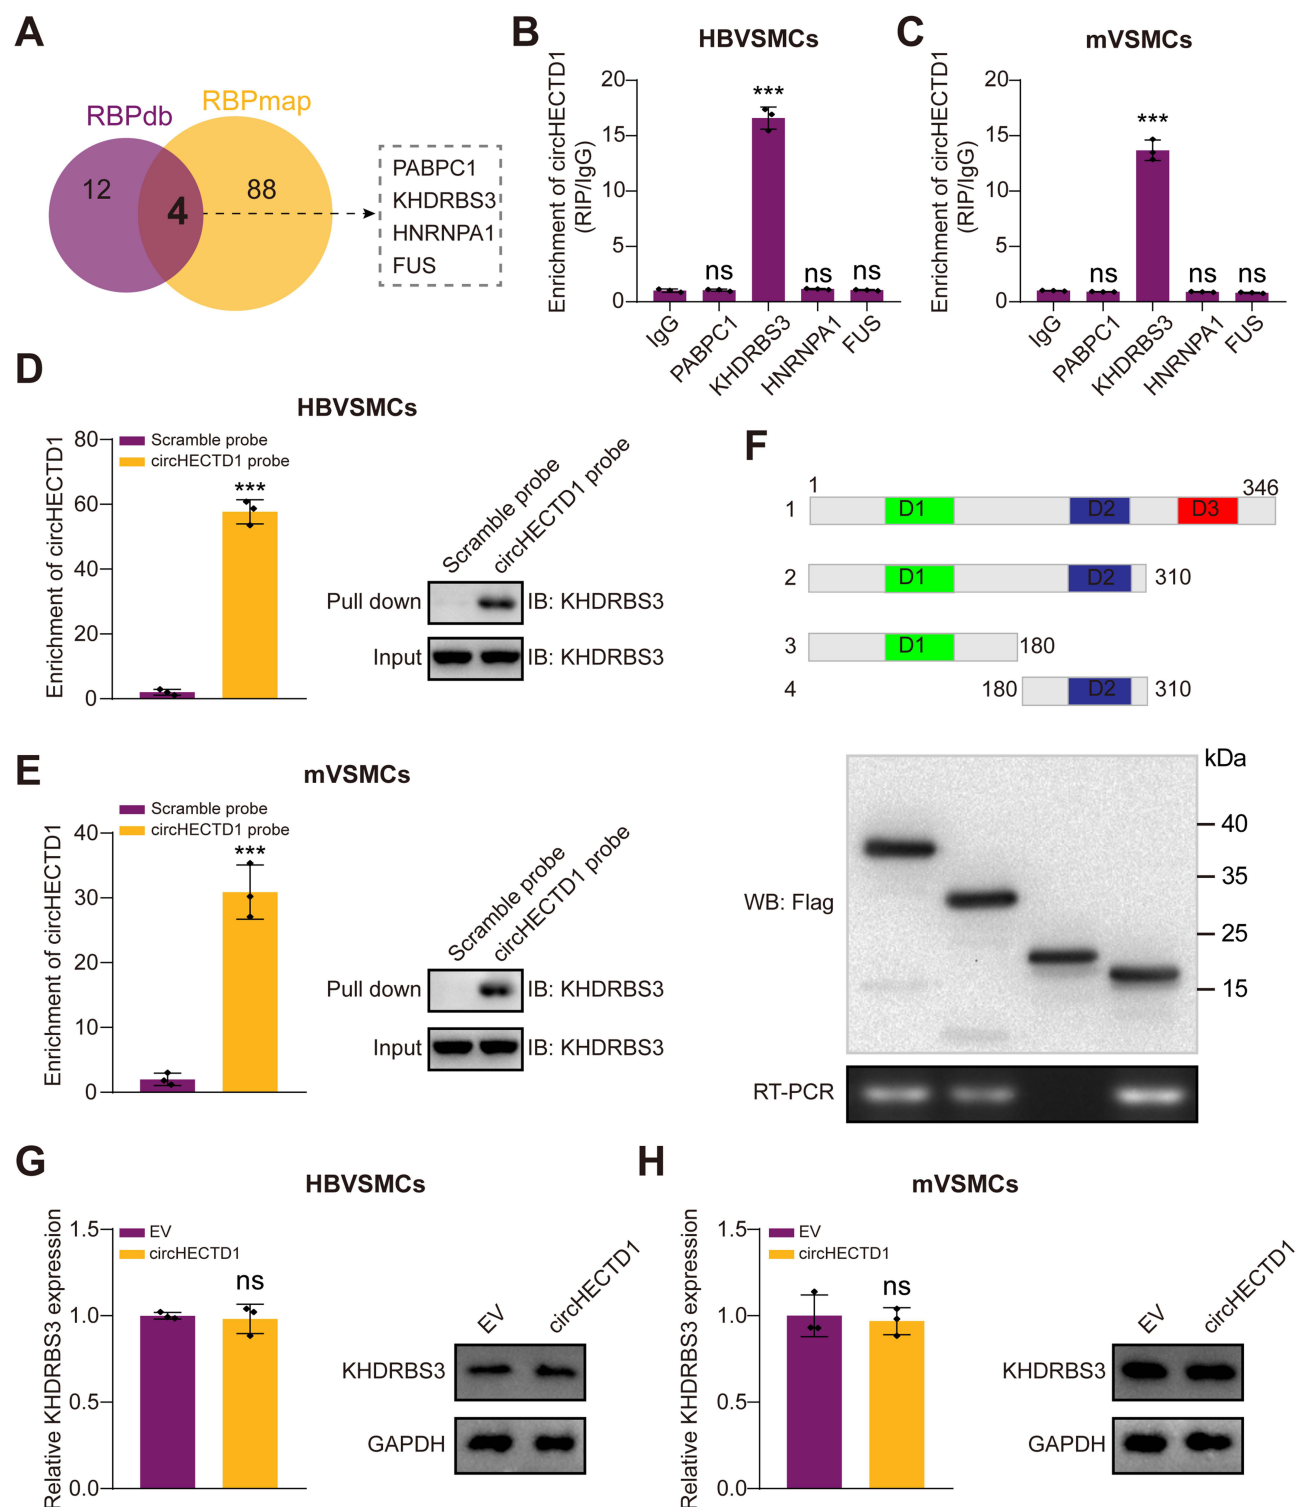 A
RBPdb
RBPmap
12
4
88
PABPC1
KHDRBS3
HNRNPA1
FUS
B
HBVSMCs
Enrichment of circHECTD1
(RIP/IgG)
20
15
10
5
0
***
ns
ns
ns
IgG
PABPC1
KHDRBS3
HNRNPA1
FUS
C
mVSMCs
Enrichment of circHECTD1
(RIP/IgG)
20
15
10
5
0
***
ns
ns
ns
IgG
PABPC1
KHDRBS3
HNRNPA1
FUS
D
HBVSMCs
Enrichment of circHECTD1
80
60
40
20
0
Scramble probe
circHECTD1 probe
***
Scramble probe
circHECTD1 probe
Pull down
IB: KHDRBS3
Input
IB: KHDRBS3
E
mVSMCs
Enrichment of circHECTD1
40
30
20
10
0
Scramble probe
circHECTD1 probe
***
Scramble probe
circHECTD1 probe
Pull down
IB: KHDRBS3
Input
IB: KHDRBS3
F
1
346
1
D1
D2
D3
2
D1
D2
310
3
D1
180
4
180
D2
310
kDa
40
35
25
15
WB: Flag
RT-PCR
G
HBVSMCs
Relative KHDRBS3 expression
1.5
1.0
0.5
0.0
EV
circHECTD1
ns
EV
circHECTD1
KHDRBS3
GAPDH
H
mVSMCs
Relative KHDRBS3 expression
1.5
1.0
0.5
0.0
EV
circHECTD1
ns
EV
circHECTD1
KHDRBS3
GAPDH